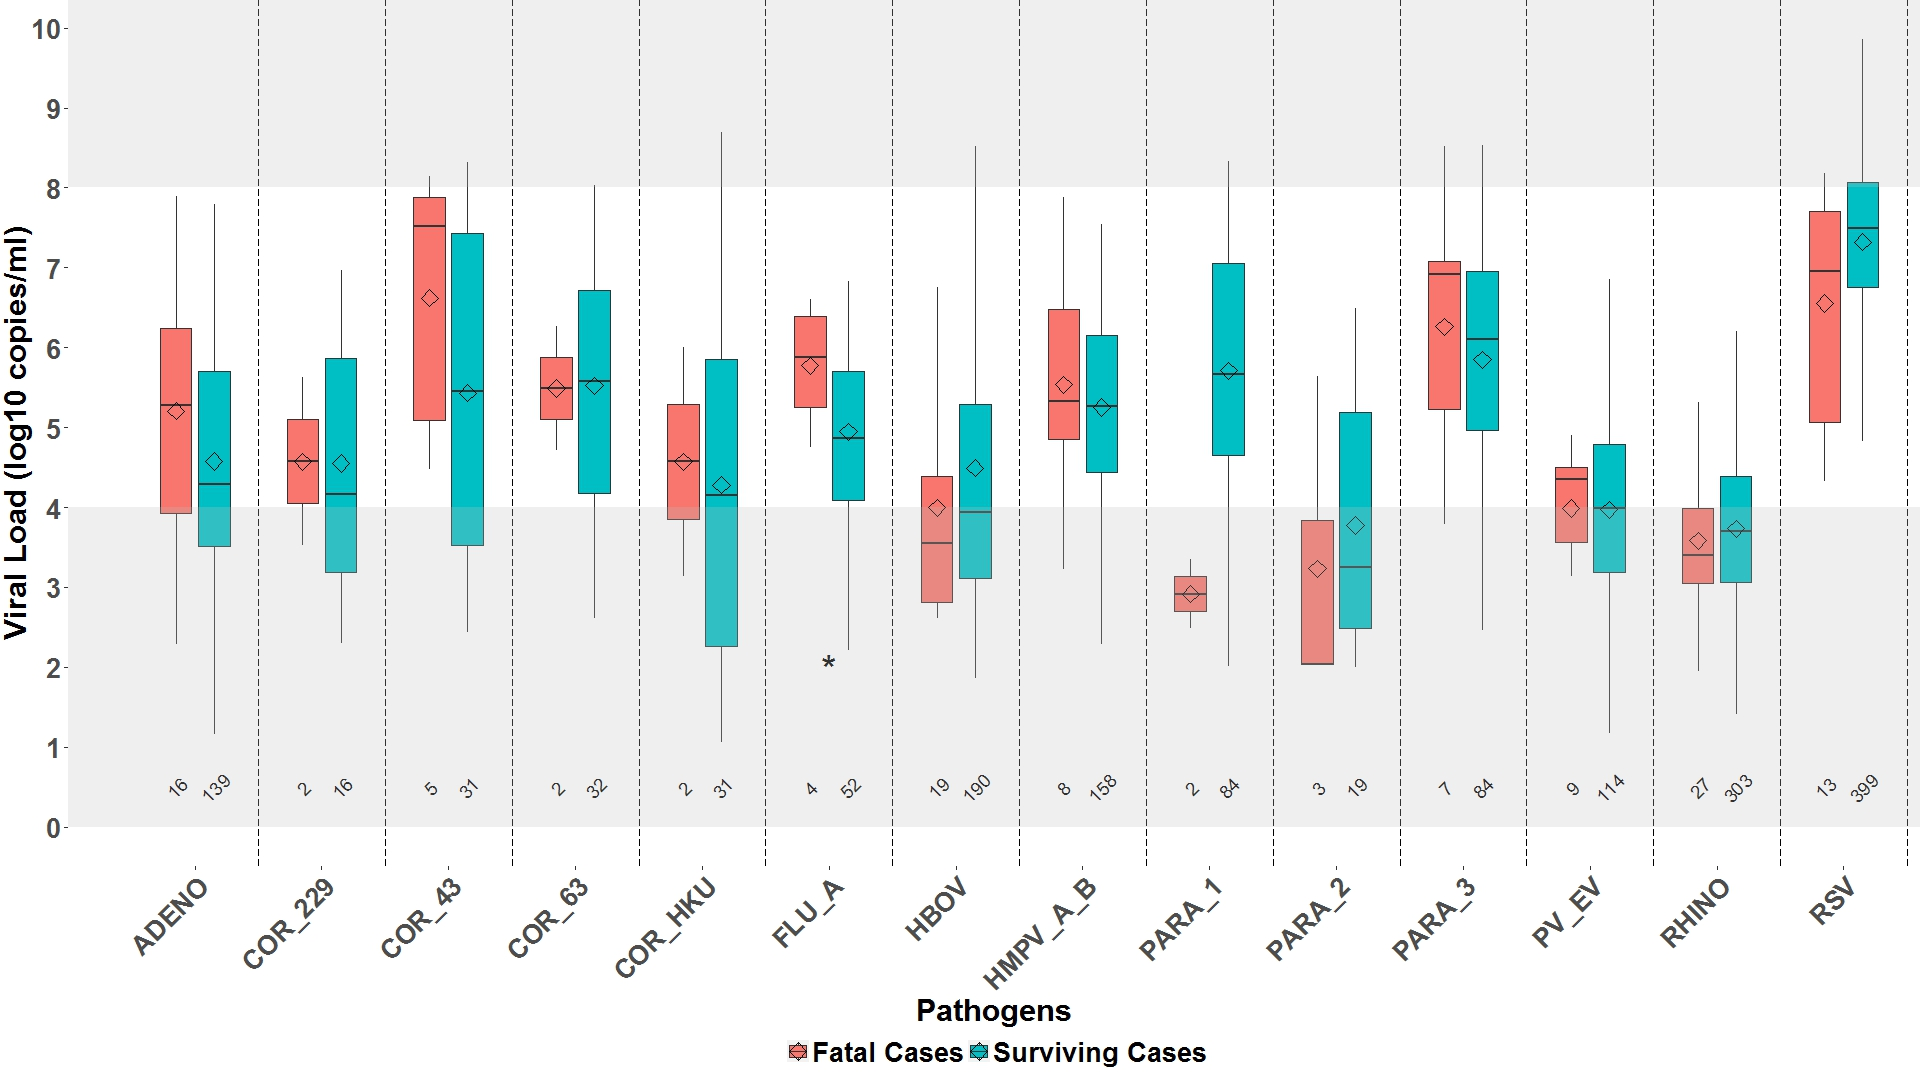 Viral Load (log10 copies/ml)
10
9
8
7
6
5
4
3
2
1
0
*
16 139 2 16 5 31 2 32 2 31 4 52 19 190 8 158 2 84 3 19 7 84 9 114 27 303 13 399
ADENO COR_229 COR_43 COR_63 COR_HKU FLU_A HBOV HMPV_A_B PARA_1 PARA_2 PARA_3 PV_EV RHINO RSV
Pathogens
Fatal Cases Surviving Cases